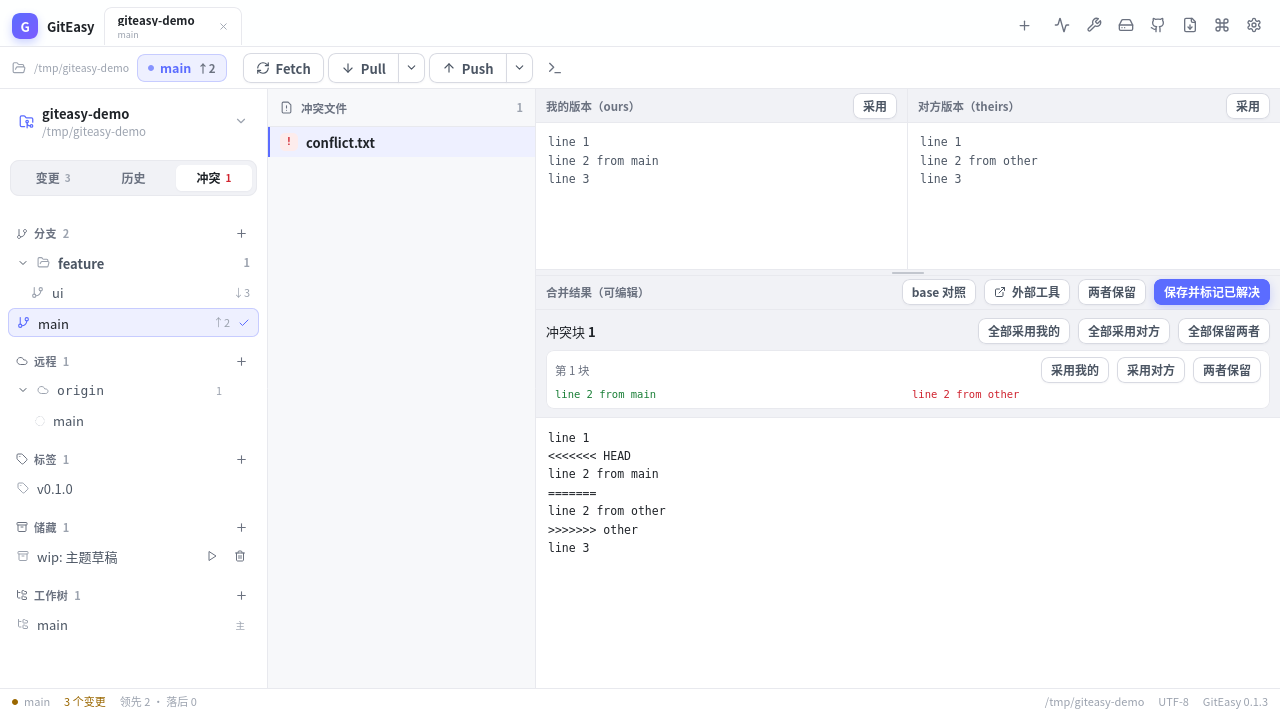 G GitEasy
giteasy-demo
main
/tmp/giteasy-demo
main ↑2
Fetch
Pull
Push
giteasy-demo
/tmp/giteasy-demo
变更 3
历史
冲突 1
分支 2
feature 1
ui ↓3
main ↑2
远程 1
origin 1
main
标签 1
v0.1.0
储藏 1
wip: 主题草稿
工作树 1
main 主
冲突文件 1
! conflict.txt
我的版本（ours） 采用
line 1
line 2 from main
line 3
对方版本（theirs） 采用
line 1
line 2 from other
line 3
合并结果（可编辑） base 对照 外部工具 两者保留 保存并标记已解决
冲突块 1 全部采用我的 全部采用对方 全部保留两者
第 1 块 采用我的 采用对方 两者保留
line 2 from main line 2 from other
line 1
<<<<<<< HEAD
line 2 from main
=======
line 2 from other
>>>>>>> other
line 3
main 3 个变更 领先 2 · 落后 0
/tmp/giteasy-demo UTF-8 GitEasy 0.1.3